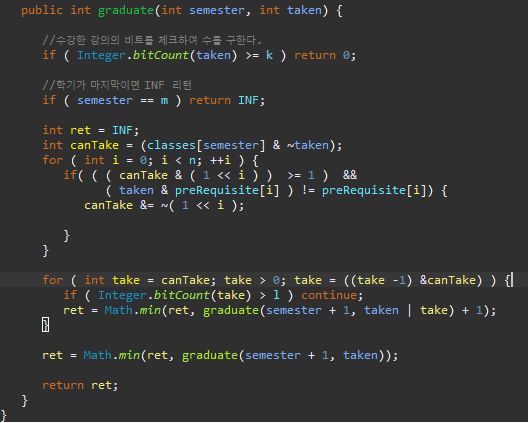 public int graduate(int semester, int taken) {
//수강한 강의의 비트를 체크하여 수를 구한다.
if ( Integer.bitCount(taken) >= k ) return 0;
//학기가 마지막이면 INF 리턴
if ( semester == m ) return INF;
int ret = INF;
int canTake = (classes[semester] & ~taken);
for ( int i = 0; i < n; ++i ) {
if( ( ( canTake & ( 1 << i ) )  >= 1 )  &&
( taken & preRequisite[i] ) != preRequisite[i]) {
canTake &= ~( 1 << i );
}
}
for ( int take = canTake; take > 0; take = ((take -1) &canTake) ) {
if ( Integer.bitCount(take) > l ) continue;
ret = Math.min(ret, graduate(semester + 1, taken | take) + 1);
}
ret = Math.min(ret, graduate(semester + 1, taken));
return ret;
}
}